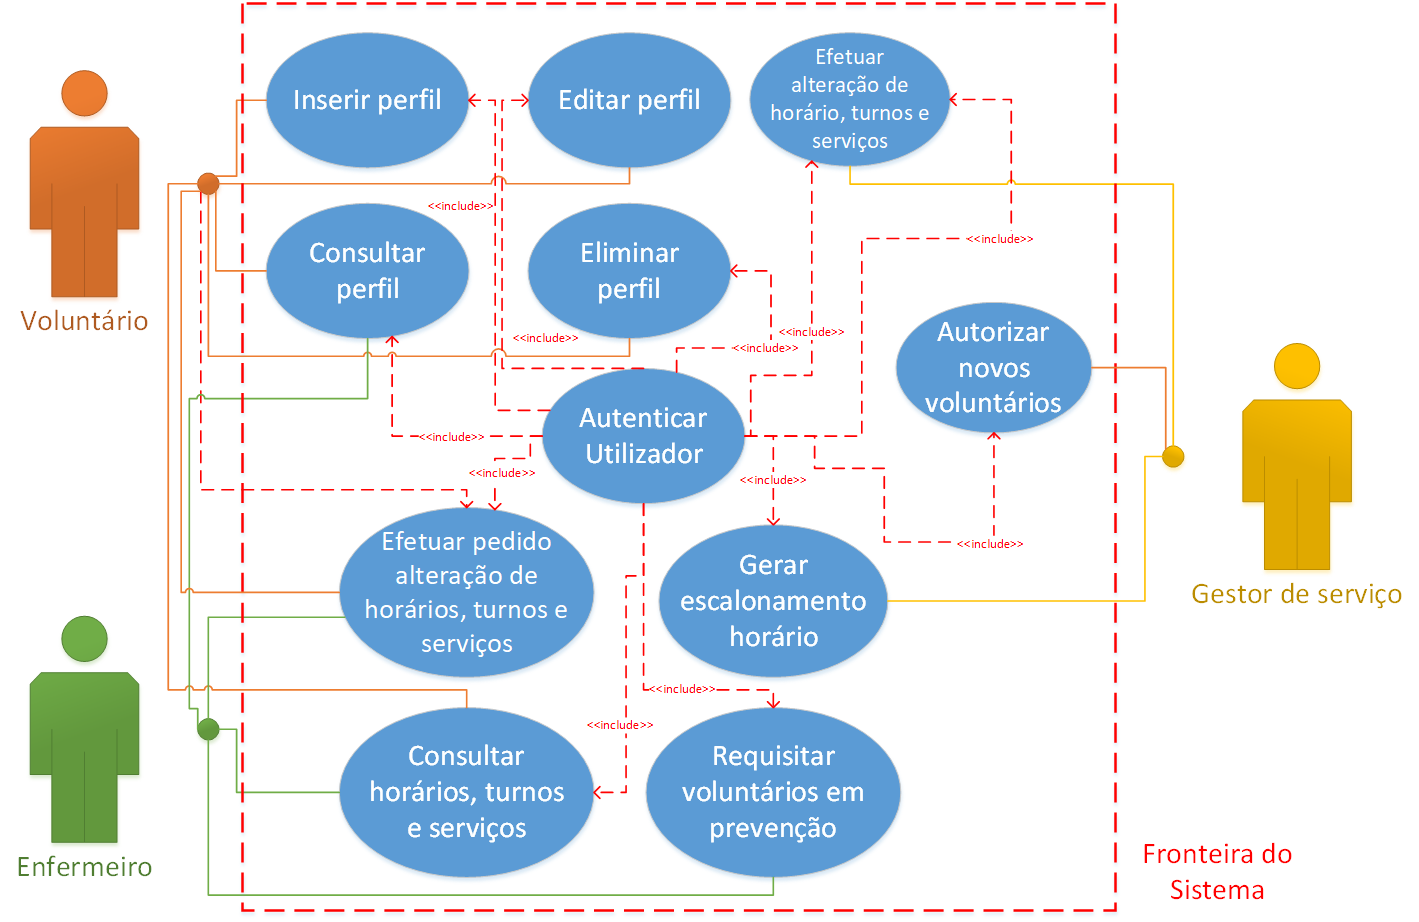 Inserir perfil
Editar perfil
Efetuar
alteração de
horário, turnos e
serviços
<<include>>
<<include>>
Consultar
perfil
Eliminar
perfil
Voluntário
<<include>>
<<include>>
<<include>>
Autorizar
novos
voluntários
Autenticar
Utilizador
<<include>>
<<include>>
<<include>>
<<include>>
Efetuar pedido
alteração de
horários, turnos e
serviços
Gerar
escalonamento
horário
Gestor de serviço
<<include>>
<<include>>
Consultar
horários, turnos
e serviços
Requisitar
voluntários em
prevenção
Enfermeiro
Fronteira do
Sistema